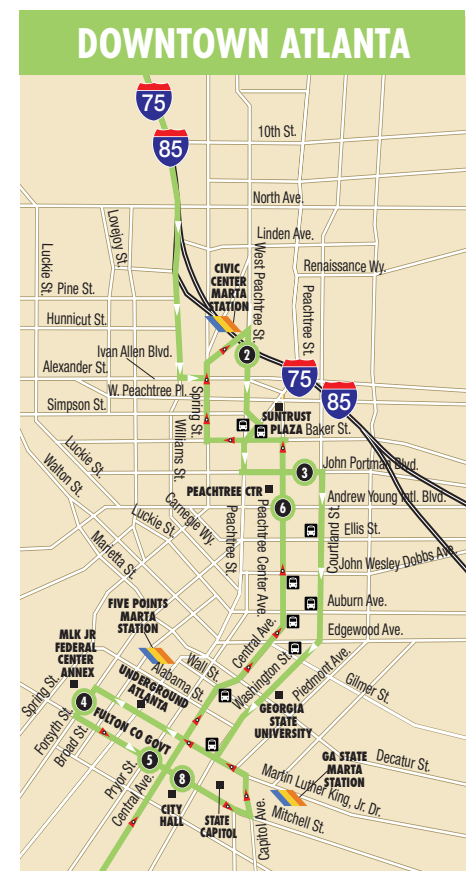 DOWNTOWN ATLANTA
75
85
10th St.
North Ave.
Linden Ave.
Renaissance Wy.
Lovejoy St.
Luckie St.
Pine St.
Hunnicut St.
CIVIC
CENTER
MARTA
STATION
West Peachtree St.
Peachtree St.
Ivan Allen Blvd.
Alexander St.
W. Peachtree Pl.
Simpson St.
2
75
85
Spring St.
Williams St.
SUNTRUST
PLAZA
Baker St.
Luckie St.
Walton St.
3
John Portman Blvd.
PEACHTREE CTR
Andrew Young Intl. Blvd.
6
Carnegie Wy.
Luckie St.
Marietta St.
Peachtree St.
Peachtree Center Ave.
Courtland St.
Ellis St.
John Wesley Dobbs Ave.
Auburn Ave.
Edgewood Ave.
FIVE POINTS
MARTA
STATION
MLK JR
FEDERAL
CENTER
ANNEX
Wall St.
Alabama St.
Central Ave.
Washington St.
Piedmont Ave.
Gilmer St.
UNDERGROUND
ATLANTA
GEORGIA
STATE
UNIVERSITY
Spring St.
Forsyth St.
Broad St.
4
FULTON CO GOVT
5
8
Pryor St.
Central Ave.
CITY
HALL
STATE
CAPITOL
Capitol Ave.
Decatur St.
GA STATE
MARTA
STATION
Martin Luther King, Jr. Dr.
Mitchell St.